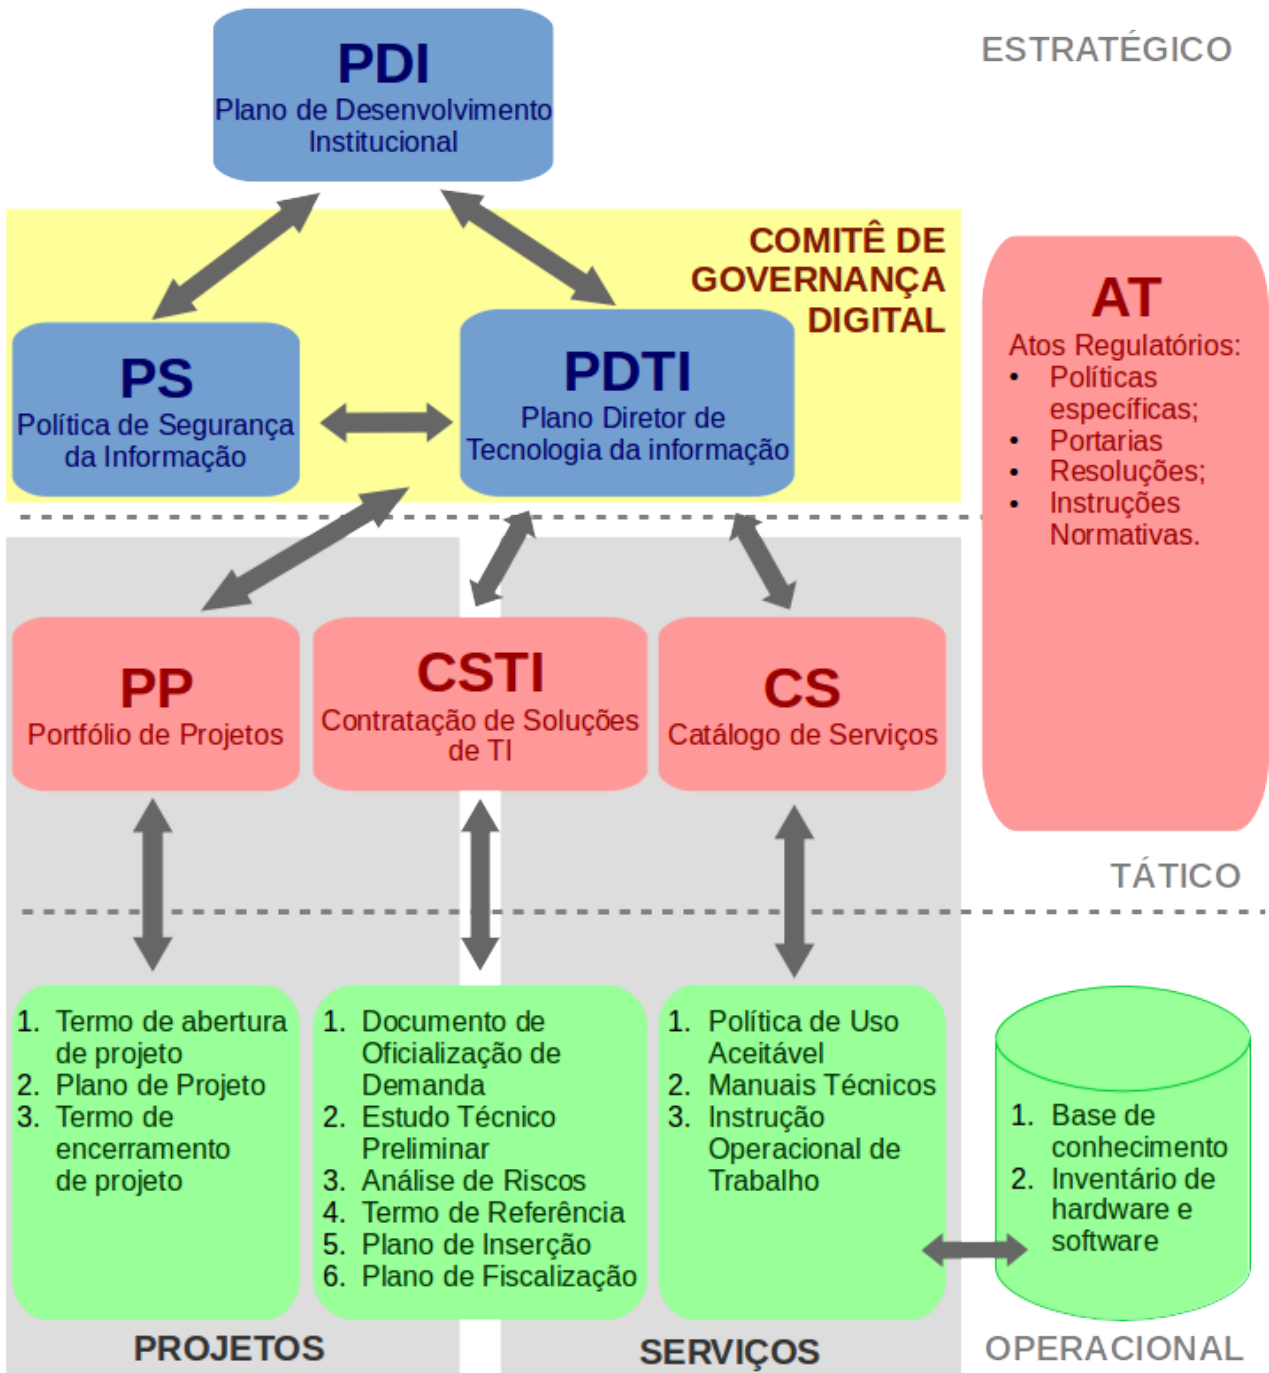 PDI
Plano de Desenvolvimento
Institucional
ESTRATÉGICO
COMITÊ DE
GOVERNANÇA
DIGITAL
PS
Política de Segurança
da Informação
PDTI
Plano Diretor de
Tecnologia da informação
AT
Atos Regulatórios:
• Políticas
específicas;
• Portarias
• Resoluções;
• Instruções
Normativas.
PP
Portfólio de Projetos
CSTI
Contratação de Soluções
de TI
CS
Catálogo de Serviços
TÁTICO
1. Termo de abertura
de projeto
2. Plano de Projeto
3. Termo de
encerramento
de projeto
1. Documento de
Oficialização de
Demanda
2. Estudo Técnico
Preliminar
3. Análise de Riscos
4. Termo de Referência
5. Plano de Inserção
6. Plano de Fiscalização
1. Política de Uso
Aceitável
2. Manuais Técnicos
3. Instrução
Operacional de
Trabalho
1. Base de
conhecimento
2. Inventário de
hardware e
software
PROJETOS
SERVIÇOS
OPERACIONAL